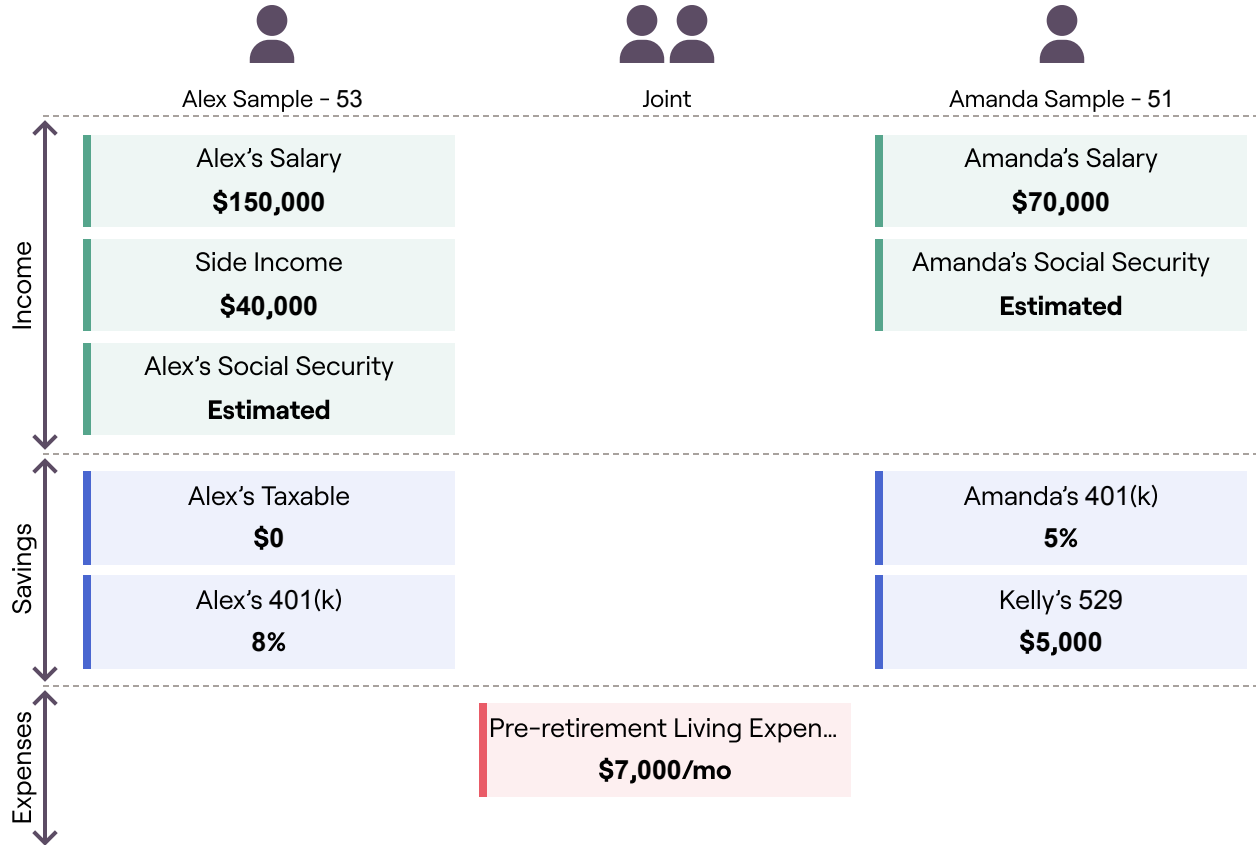 Alex Sample - 53
Joint
Amanda Sample - 51
Income
Alex's Salary
$150,000
Side Income
$40,000
Alex's Social Security
Estimated
Amanda's Salary
$70,000
Amanda's Social Security
Estimated
Savings
Alex's Taxable
$0
Alex's 401(k)
8%
Amanda's 401(k)
5%
Kelly's 529
$5,000
Expenses
Pre-retirement Living Expen...
$7,000/mo